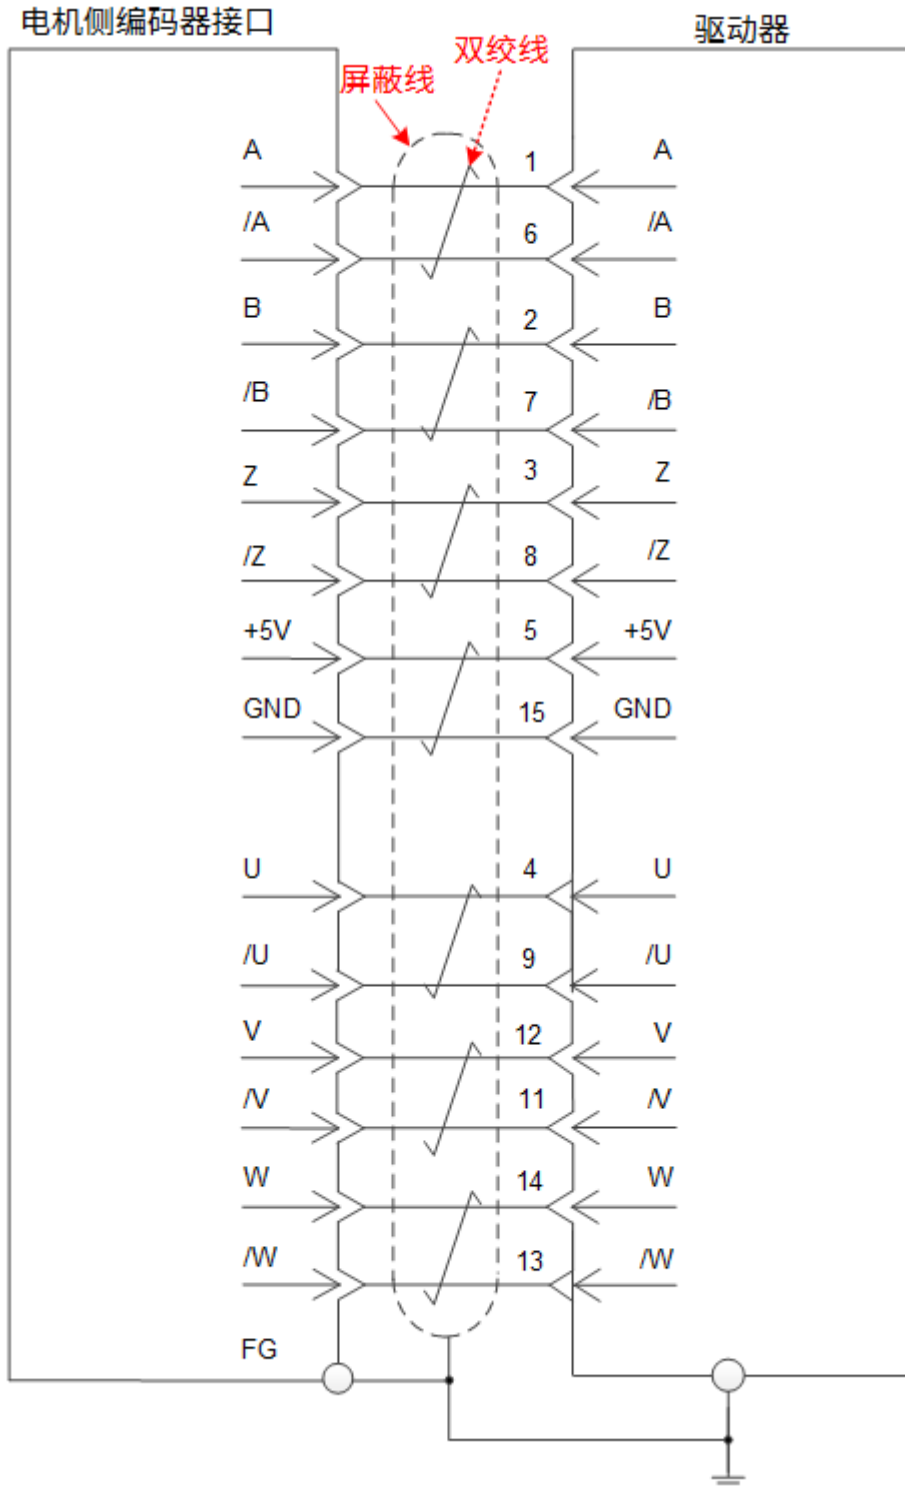 电机侧编码器接口
驱动器
双绞线
屏蔽线
A 1 A
/A 6 /A
B 2 B
/B 7 /B
Z 3 Z
/Z 8 /Z
+5V 5 +5V
GND 15 GND
U 4 U
/U 9 /U
V 12 V
/V 11 /V
W 14 W
/W 13 /W
FG